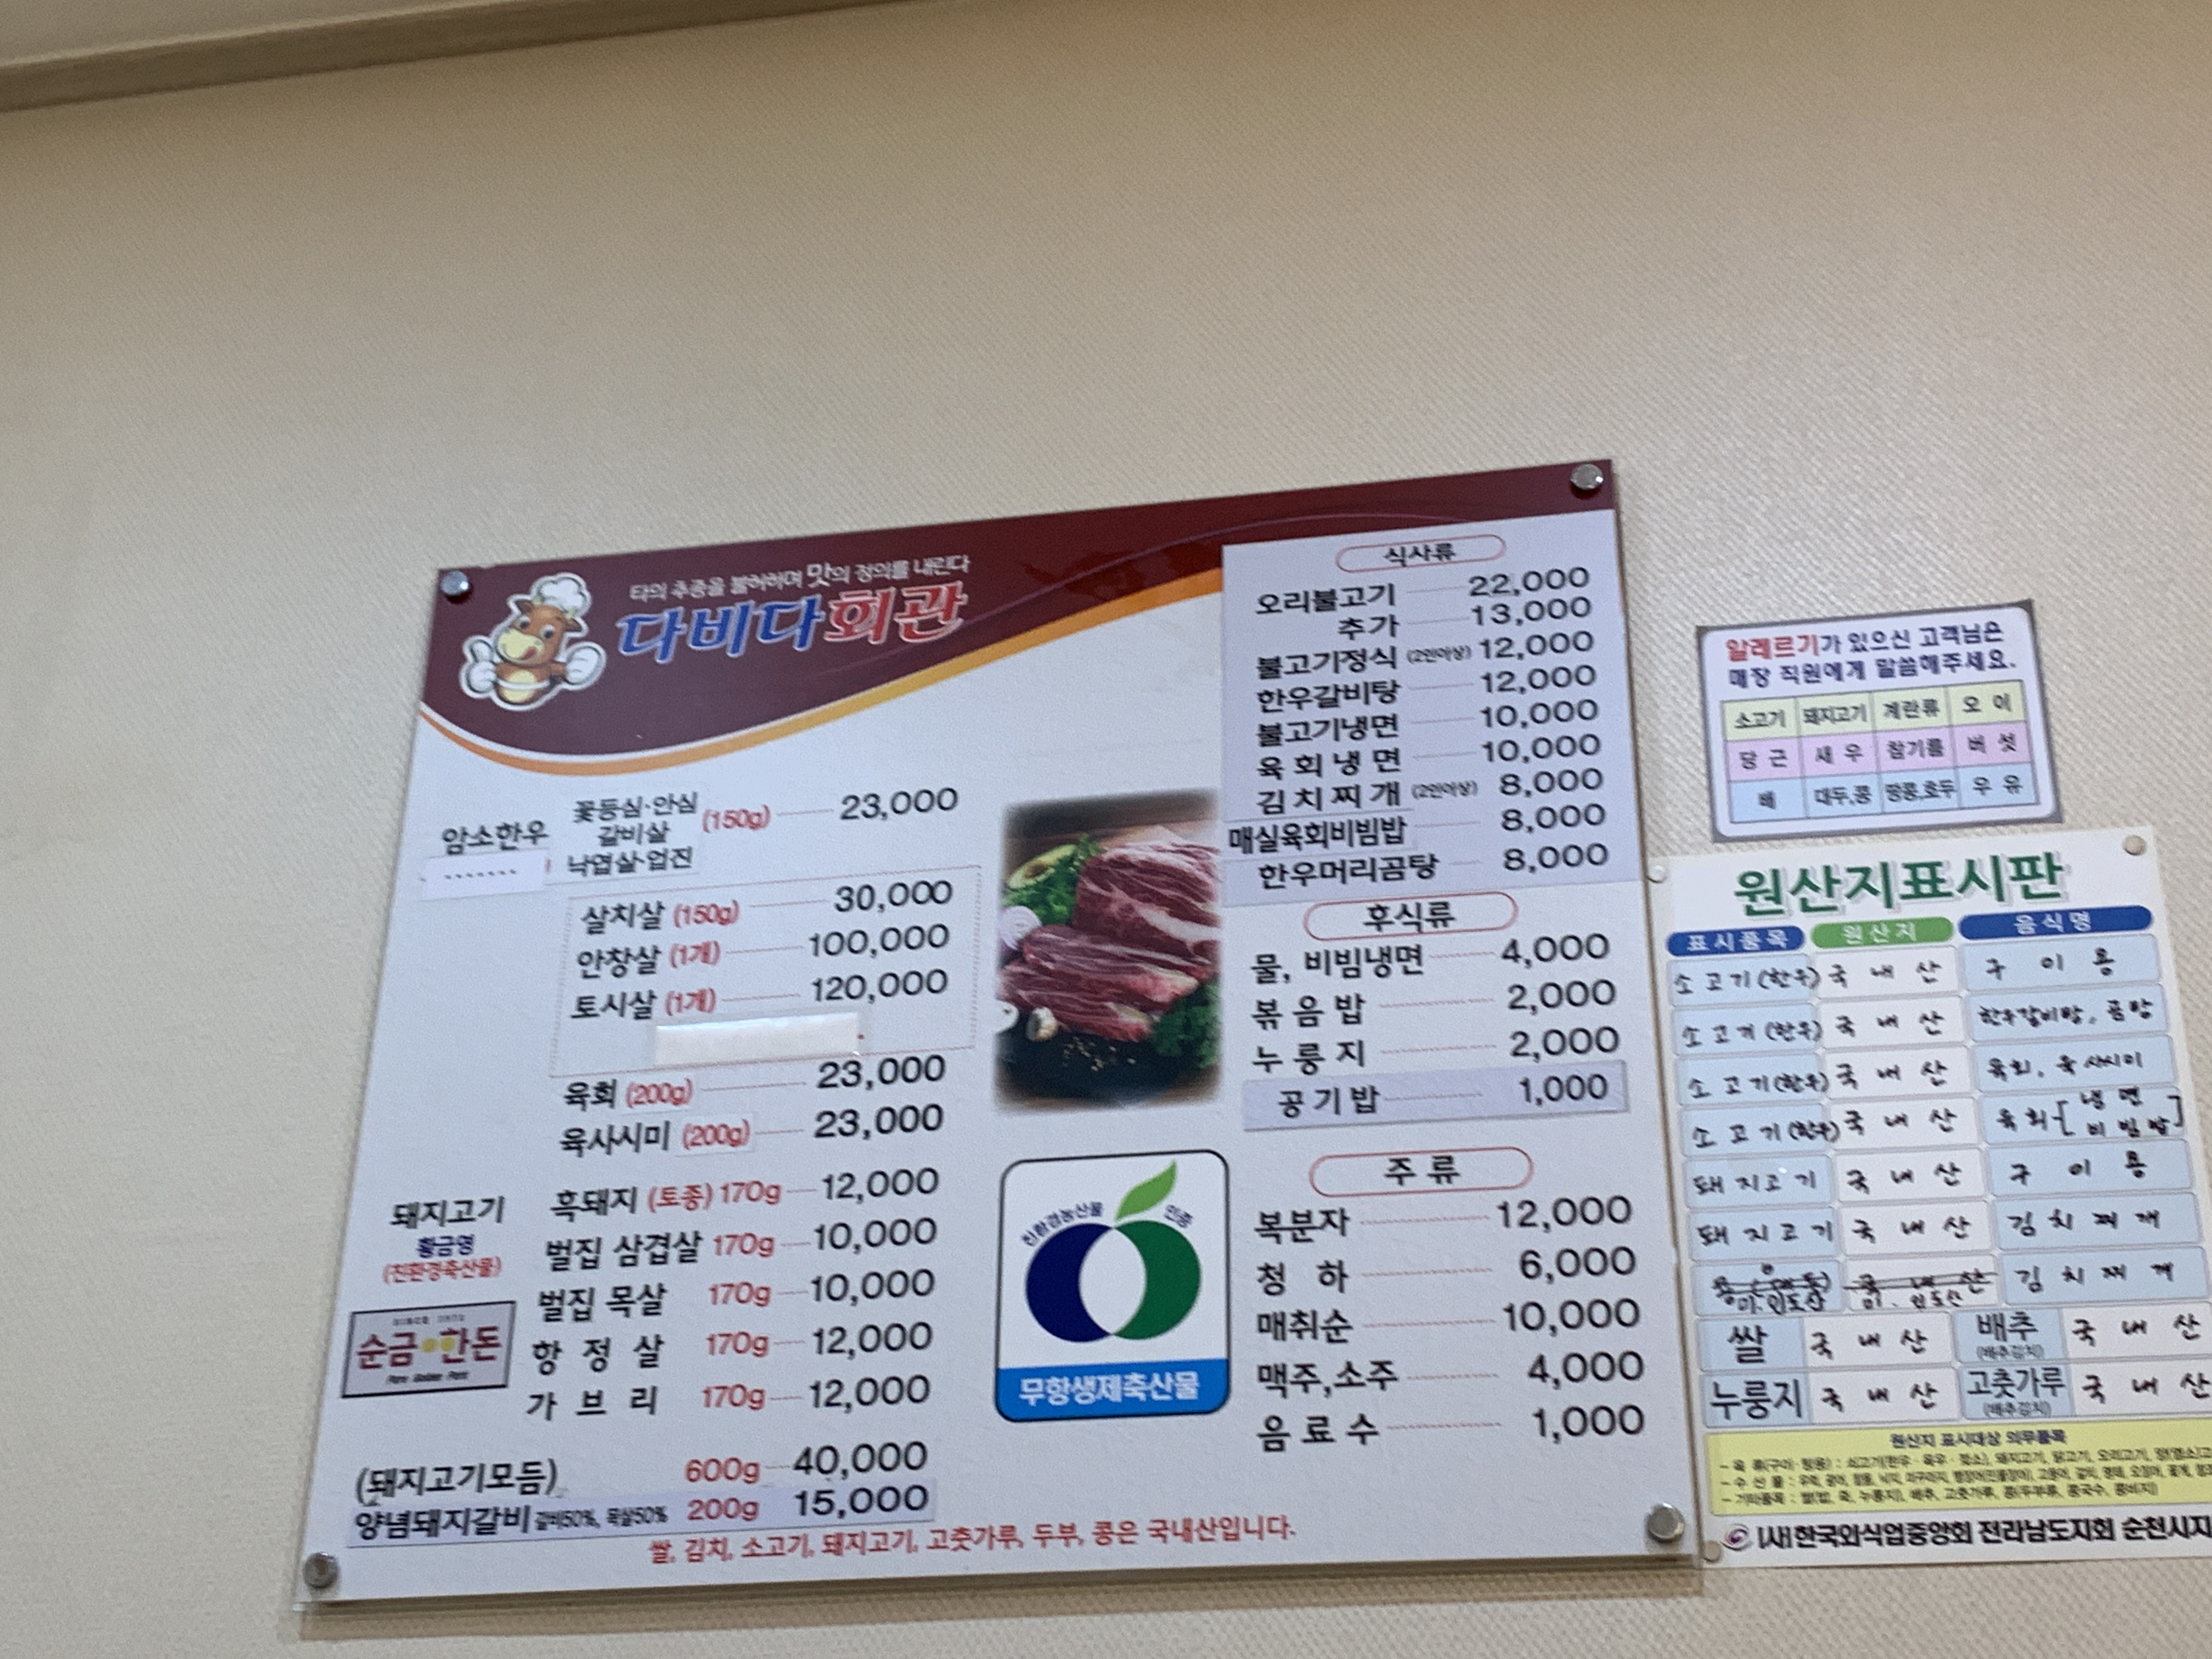 타의 추종을 불허하며 맛의 정의를 내린다
다비다회관
암소한우
꽃등심·안심
갈비살
낙엽살·업진
(150g) 23,000
살치살 (150g) 30,000
안창살 (1개) 100,000
토시살 (1개) 120,000
육회 (200g) 23,000
육사시미 (200g) 23,000
돼지고기
황금영
(친환경축산물)
순금 한돈
흑돼지 (토종) 170g 12,000
벌집 삼겹살 170g 10,000
벌집 목살 170g 10,000
항 정 살 170g 12,000
가 브 리 170g 12,000
(돼지고기모듬) 600g 40,000
양념돼지갈비 갈비50%, 목살50% 200g 15,000
쌀, 김치, 소고기, 돼지고기, 고춧가루, 두부, 콩은 국내산입니다.
친환경농산물 인증
무항생제축산물
식사류
오리불고기 22,000
추가 13,000
불고기정식 (2인이상) 12,000
한우갈비탕 12,000
불고기냉면 10,000
육 회 냉 면 10,000
김 치 찌 개 (2인이상) 8,000
매실육회비빔밥 8,000
한우머리곰탕 8,000
후식류
물, 비빔냉면 4,000
볶 음 밥 2,000
누 룽 지 2,000
공 기 밥 1,000
주 류
복분자 12,000
청 하 6,000
매취순 10,000
맥주,소주 4,000
음 료 수 1,000
알레르기가 있으신 고객님은
매장 직원에게 말씀해주세요.
소고기 돼지고기 계란류 오 이
당 근 새 우 참기름 버 섯
배 대두,콩 땅콩,호두 우 유
원산지표시판
표시품목 원산지 음식명
소고기(한우) 국 내 산 구 이 용
소고기(한우) 국 내 산 한우갈비탕, 곰탕
소고기(한우) 국 내 산 육회, 육사시미
소고기(한우) 국 내 산 육회[냉면 비빔밥]
돼지고기 국 내 산 구 이 용
돼지고기 국 내 산 김 치 찌 개
김 치 찌 개
쌀 국 내 산 배추 (배추김치) 국 내 산
누룽지 국 내 산 고춧가루 (배추김치) 국 내 산
원산지 표시대상 의무품목
(사)한국외식업중앙회 전라남도지회 순천시지